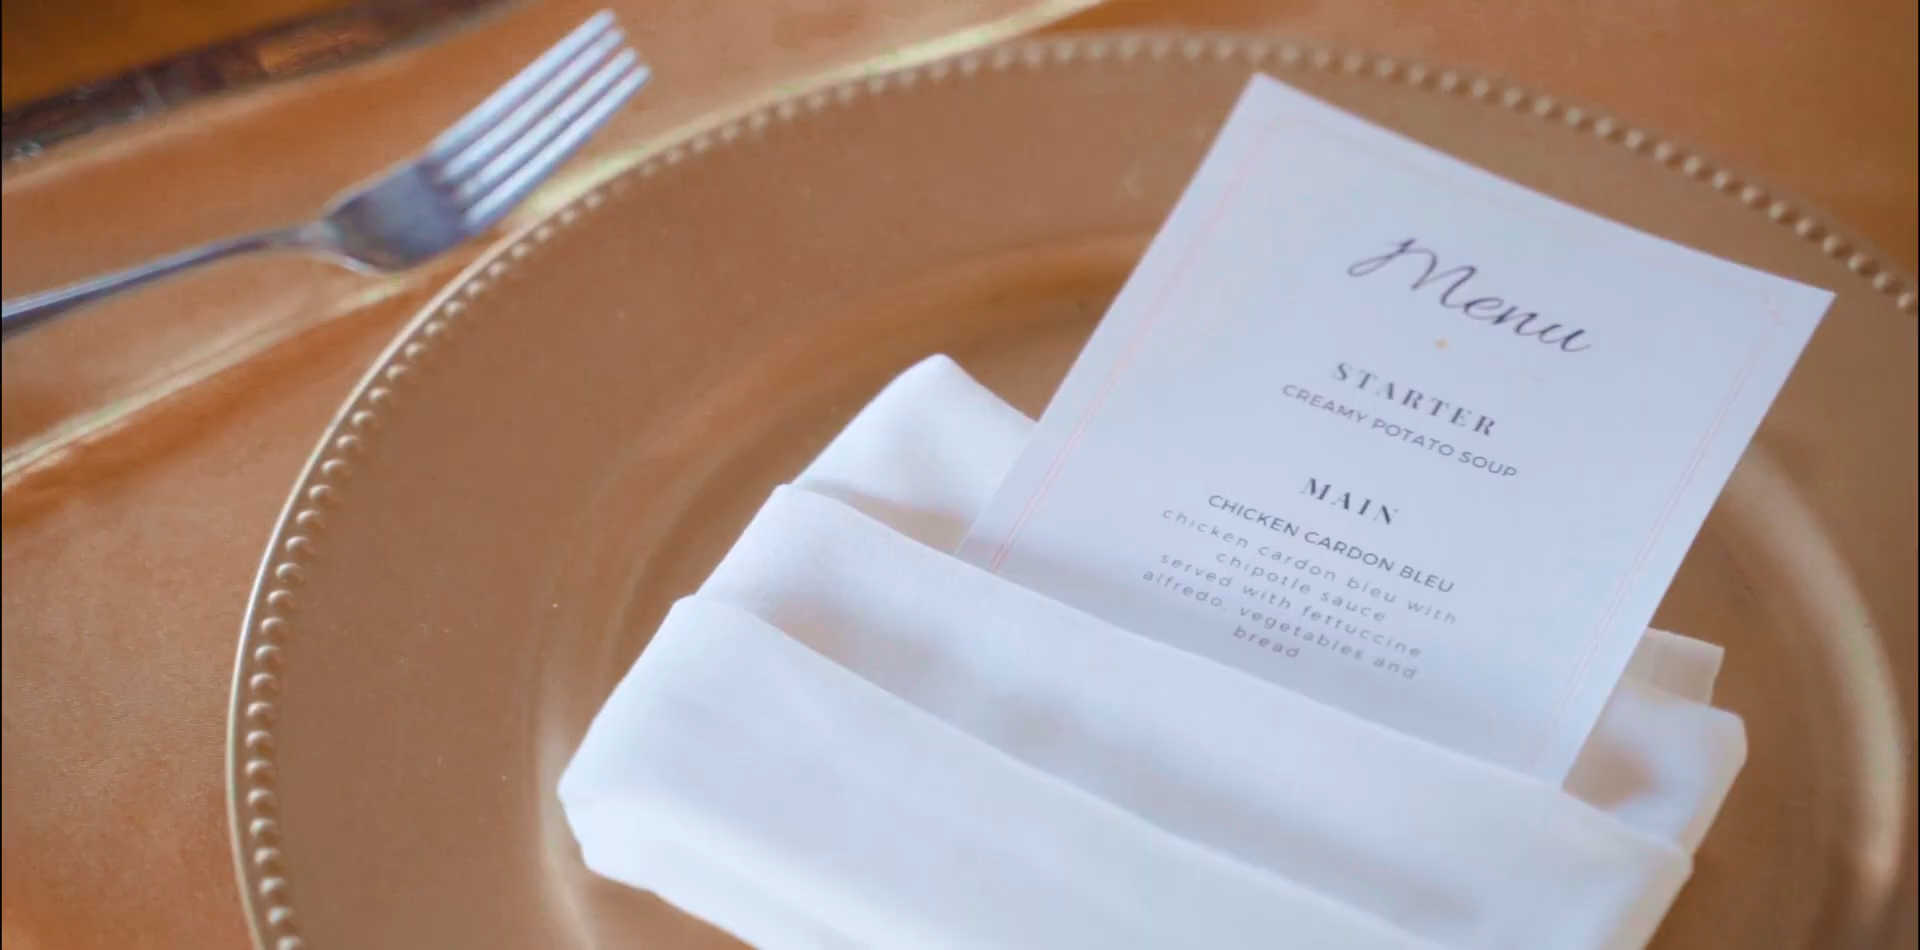 Menu
STARTER
CREAMY POTATO SOUP
MAIN
CHICKEN CARDON BLEU
chicken cardon bleu with
chipotle sauce
served with fettuccine
alfredo, vegetables and
bread